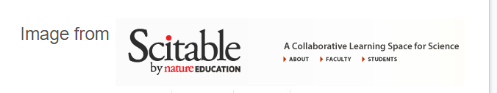 Image from
Scitable
by nature EDUCATION
A Collaborative Learning Space for Science
ABOUT FACULTY STUDENTS